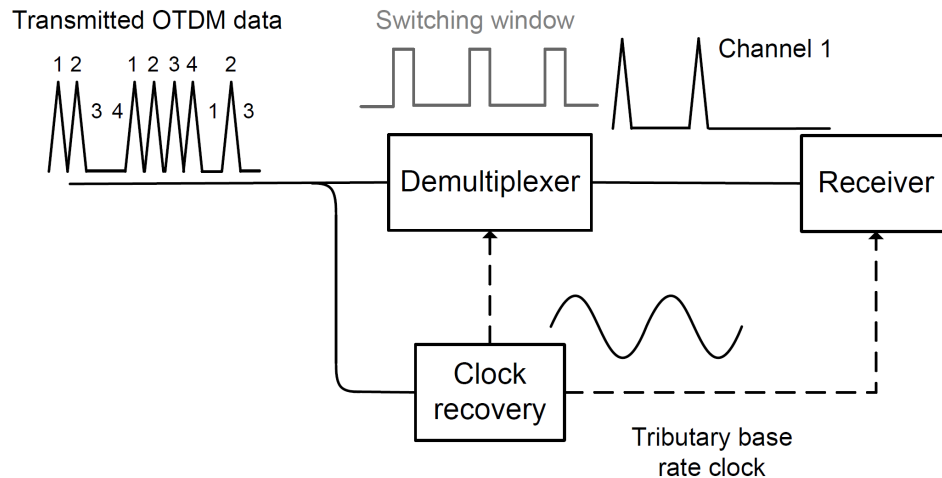 Transmitted OTDM data
Switching window
Channel 1
1 2 3 4 1 2 3 4 1 2 3
Demultiplexer
Receiver
Clock
recovery
Tributary base
rate clock